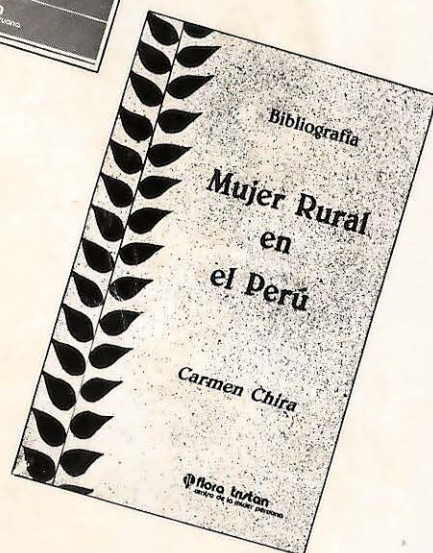 Bibliografía
Mujer Rural
en
el Perú
Carmen Chira
flora tristan
centro de la mujer peruana